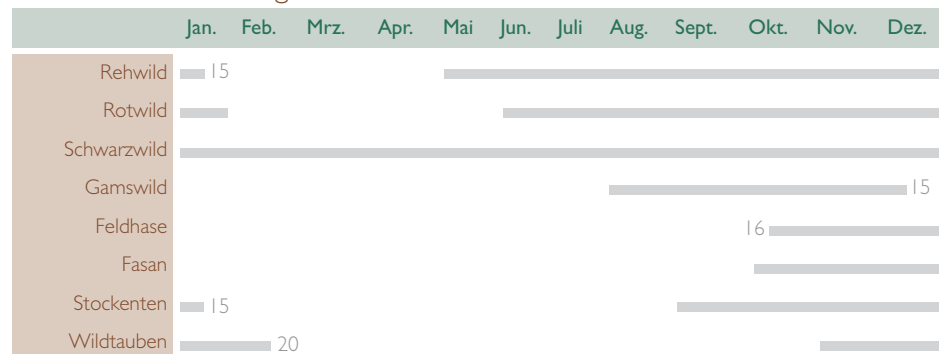 Jan. Feb. Mrz. Apr. Mai Jun. Juli Aug. Sept. Okt. Nov. Dez.
Rehwild 15
Rotwild
Schwarzwild
Gamswild 15
Feldhase 16
Fasan
Stockenten 15
Wildtauben 20